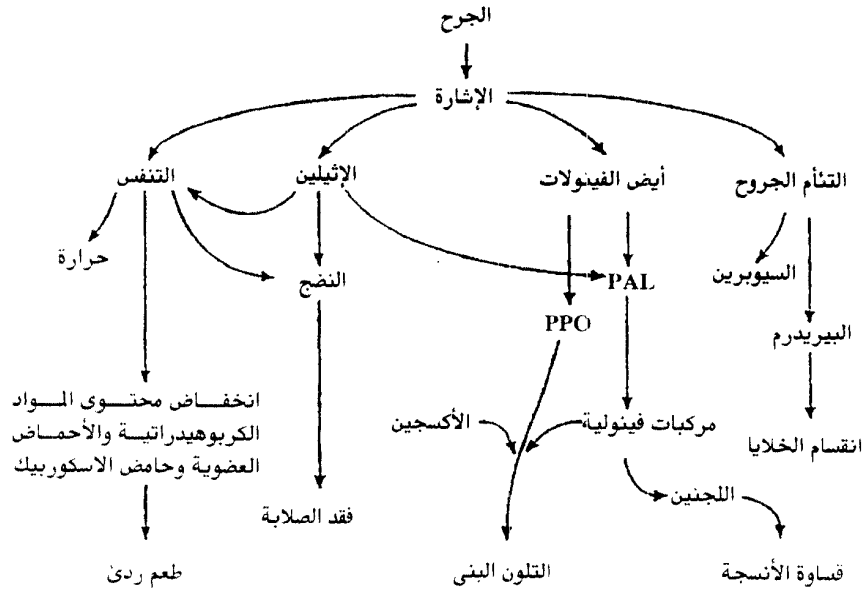 الجرح
الإشارة
التئام الجروح
أيض الفينولات
الإثيلين
التنفس
السيوبرين
PAL
النضج
حرارة
PPO
البيريدرم
انخفاض محتوى المواد
الكربوهيدراتية والأحماض
العضوية وحامض الاسكوربيك
انقسام الخلايا
مركبات فينولية
الأكسجين
اللجنين
فقد الصلابة
قساوة الأنسجة
التلون البنى
طعم ردئ